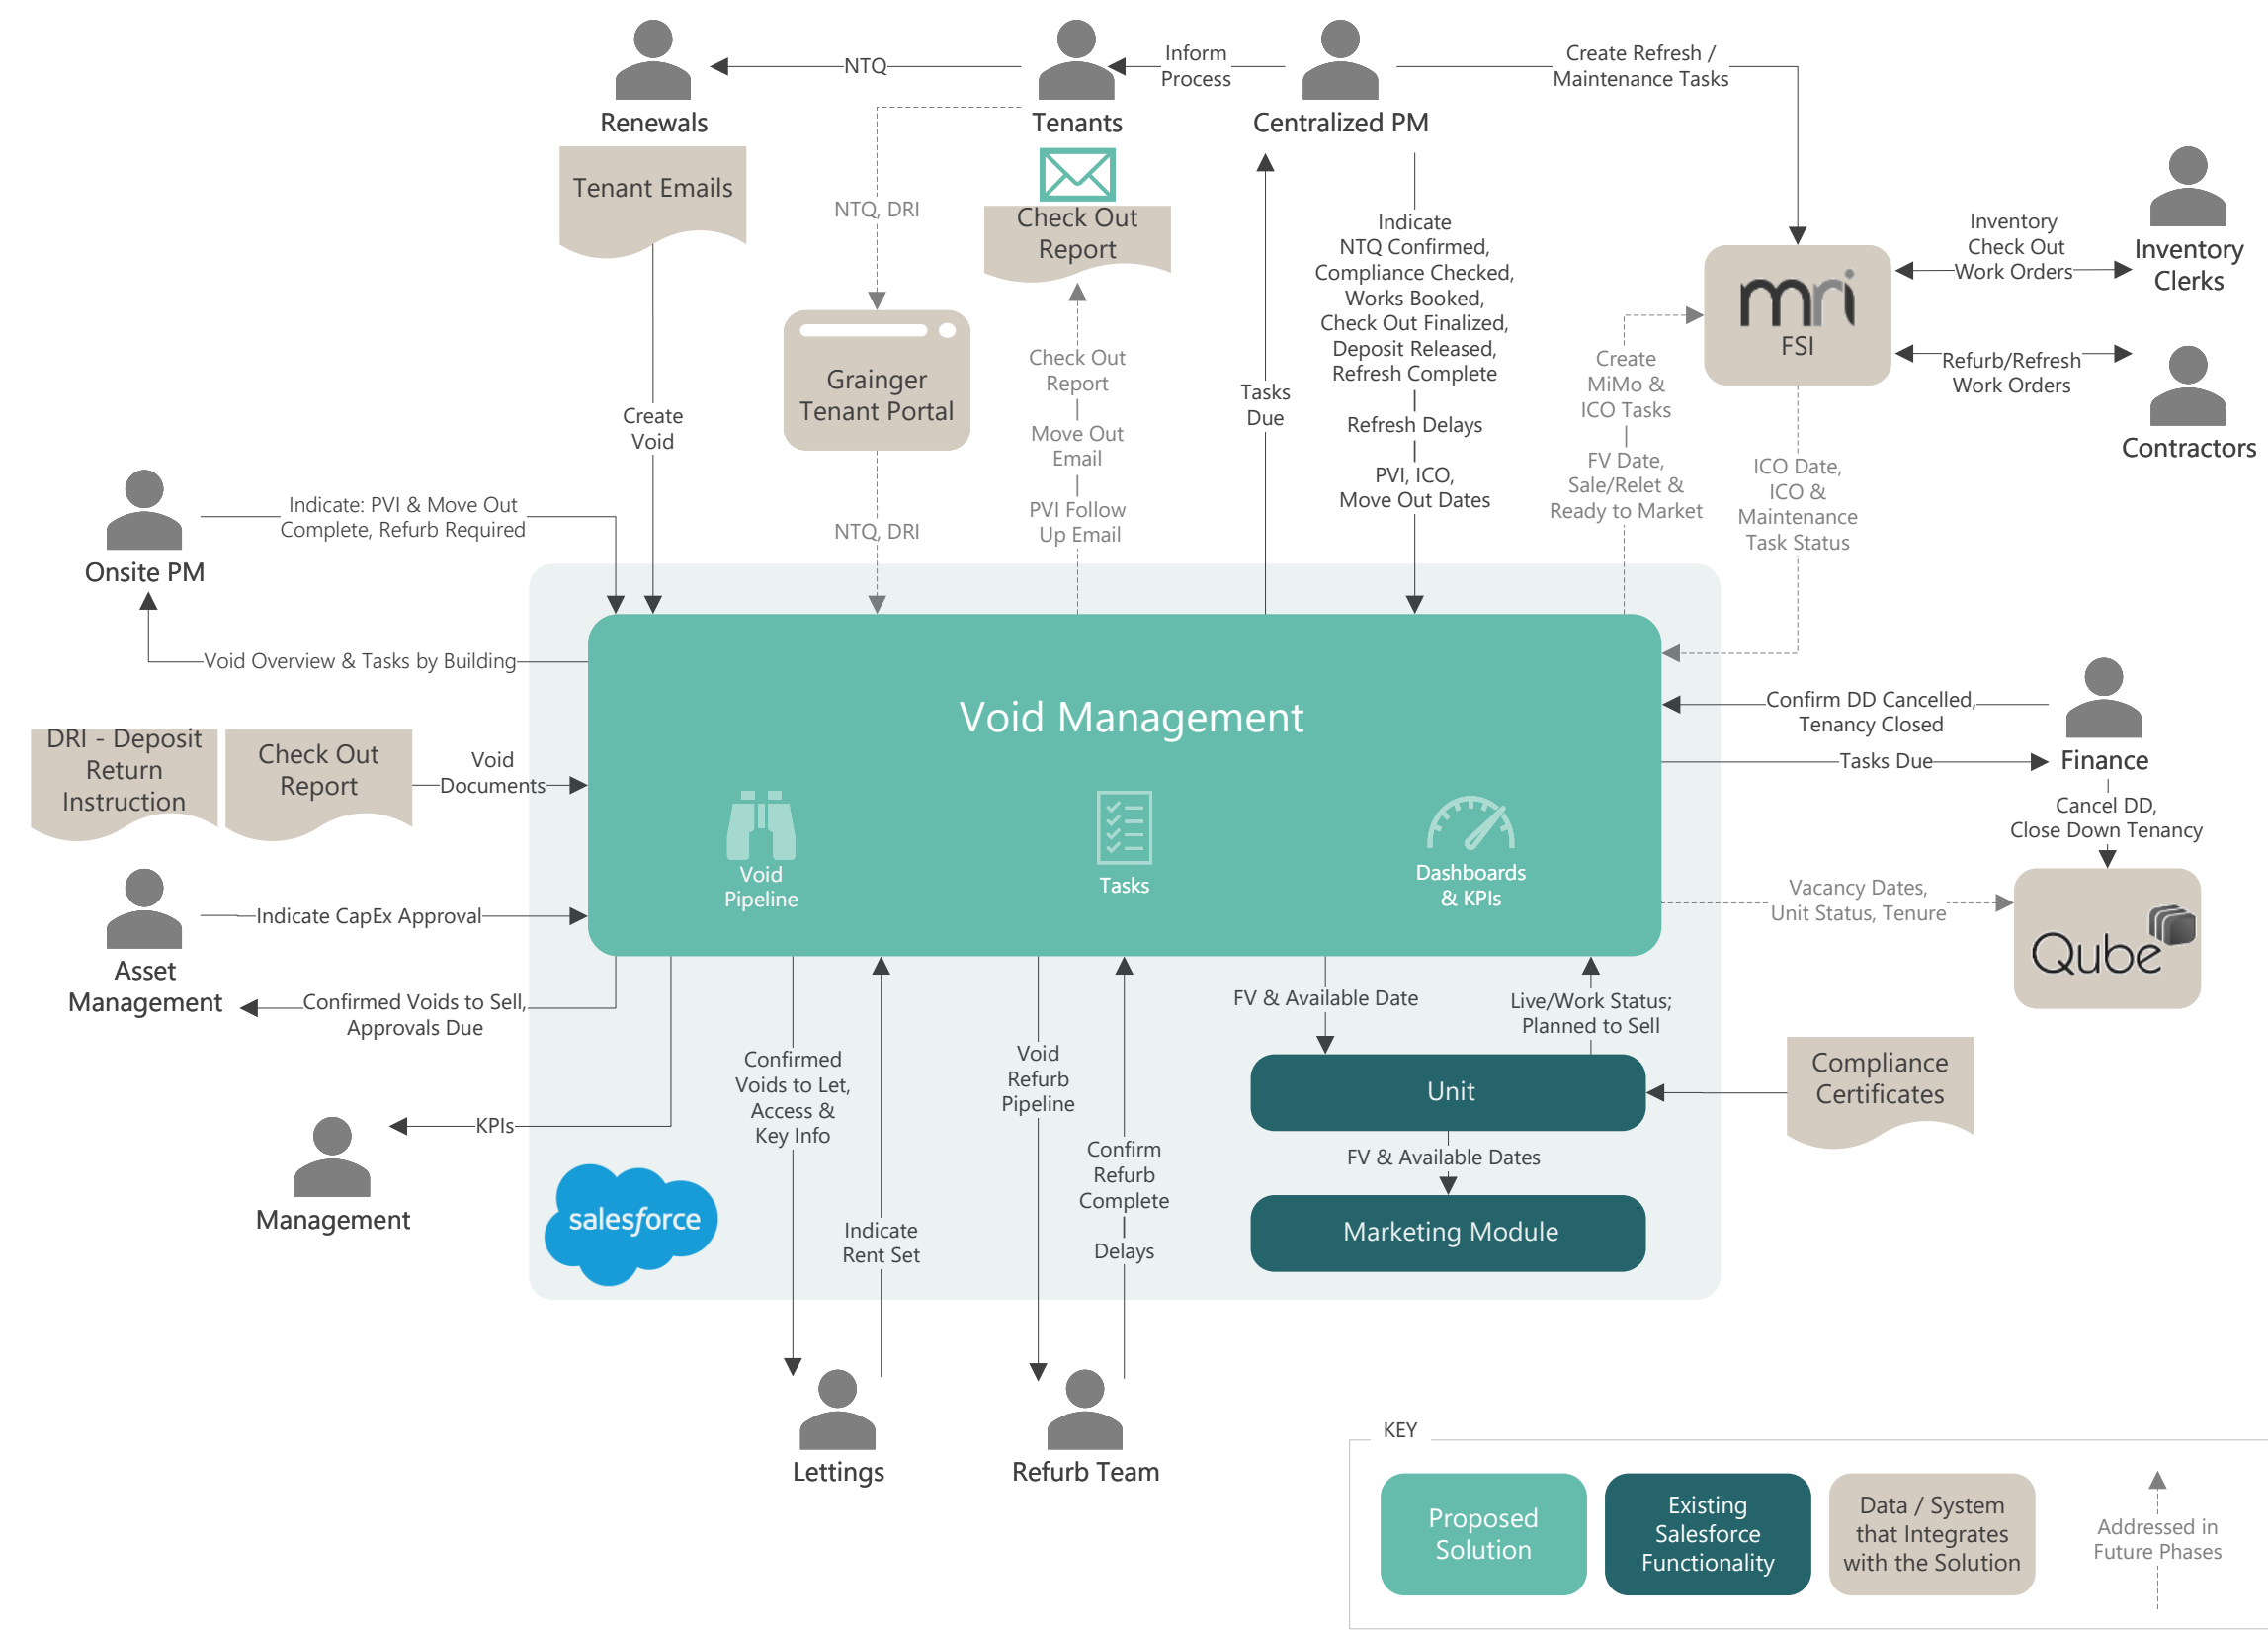 NTQ
Inform
Process
Create Refresh /
Maintenance Tasks
Renewals
Tenants
Centralized PM
Tenant Emails
NTQ, DRI
Check Out
Report
Indicate
NTQ Confirmed,
Compliance Checked,
Works Booked,
Check Out Finalized,
Deposit Released,
Refresh Complete
Refresh Delays
PVI, ICO,
Move Out Dates
Inventory
Check Out
Work Orders
Inventory
Clerks
mri
FSI
Refurb/Refresh
Work Orders
Contractors
Grainger
Tenant Portal
Check Out
Report
Move Out
Email
PVI Follow
Up Email
Tasks
Due
Create
MiMo &
ICO Tasks
FV Date,
Sale/Relet &
Ready to Market
ICO Date,
ICO &
Maintenance
Task Status
Create
Void
NTQ, DRI
Indicate: PVI & Move Out
Complete, Refurb Required
Onsite PM
Void Overview & Tasks by Building
DRI - Deposit
Return
Instruction
Check Out
Report
Void
Documents
Void Management
Void
Pipeline
Tasks
Dashboards
& KPIs
Confirm DD Cancelled,
Tenancy Closed
Tasks Due
Finance
Cancel DD,
Close Down Tenancy
Vacancy Dates,
Unit Status, Tenure
Qube
Indicate CapEx Approval
Asset
Management
Confirmed Voids to Sell,
Approvals Due
KPIs
Management
salesforce
Confirmed
Voids to Let,
Access &
Key Info
Indicate
Rent Set
Void
Refurb
Pipeline
Confirm
Refurb
Complete
Delays
FV & Available Date
Live/Work Status;
Planned to Sell
Unit
FV & Available Dates
Marketing Module
Compliance
Certificates
Lettings
Refurb Team
KEY
Proposed
Solution
Existing
Salesforce
Functionality
Data / System
that Integrates
with the Solution
Addressed in
Future Phases